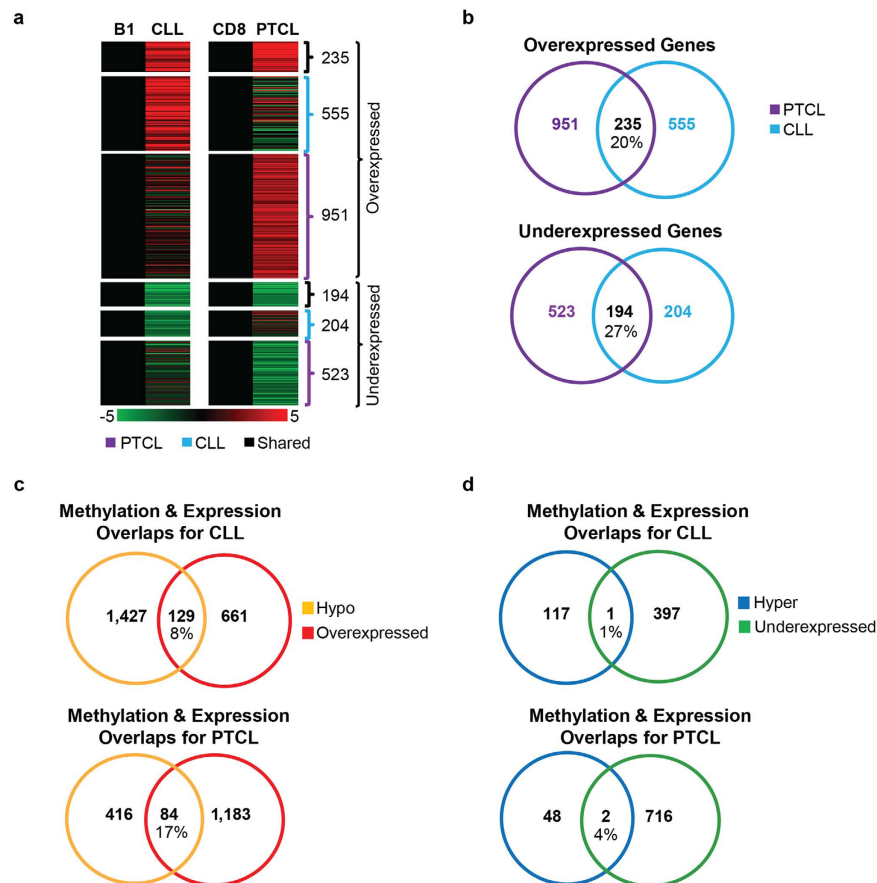 a
B1 CLL CD8 PTCL
235
555
951
Overexpressed
194
204
523
Underexpressed
-5 5
PTCL CLL Shared
b
Overexpressed Genes
951 235 555
20%
PTCL
CLL
Underexpressed Genes
523 194 204
27%
c
Methylation & Expression
Overlaps for CLL
1,427 129 661
8%
Hypo
Overexpressed
Methylation & Expression
Overlaps for PTCL
416 84 1,183
17%
d
Methylation & Expression
Overlaps for CLL
117 1 397
1%
Hyper
Underexpressed
Methylation & Expression
Overlaps for PTCL
48 2 716
4%